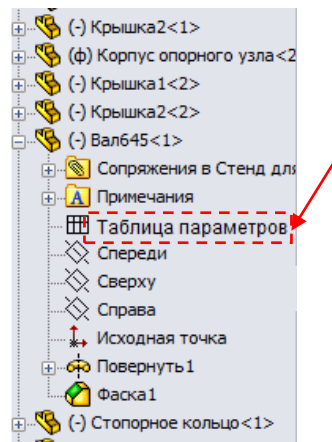 (-) Крышка2<1>
(ф) Корпус опорного узла<2
(-) Крышка1<2>
(-) Крышка2<2>
(-) Вал645<1>
Сопряжения в Стенд для
A Примечания
Таблица параметров
Спереди
Сверху
Справа
Исходная точка
Повернуть1
Фаска1
(-) Стопорное кольцо<1>